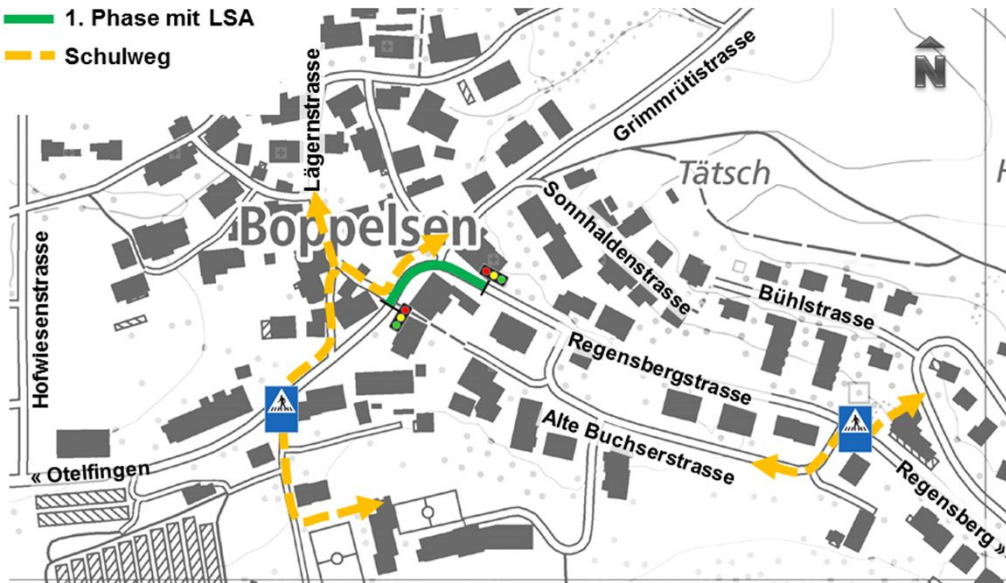 1. Phase mit LSA
Schulweg
N
Lägernstrasse
Grimmrütistrasse
Tätsch
H
Boppelsen
Sonnhaldenstrasse
Hofwiesenstrasse
Bühlstrasse
Regensbergstrasse
Alte Buchserstrasse
« Otelfingen
Regensberg »